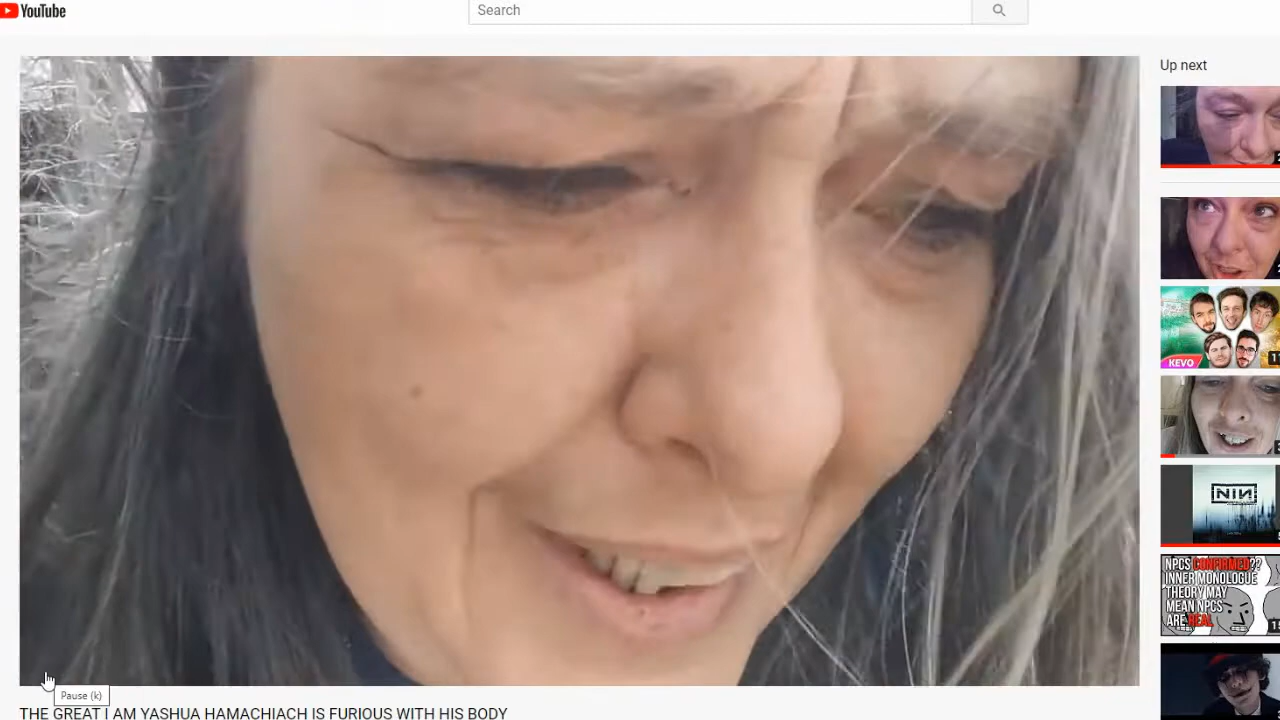 YouTube
Search
Up next
KEVO
NIN
NPCS CONFIRMED??
INNER MONOLOGUE
THEORY MAY
MEAN NPCS
ARE REAL
Pause (k)
THE GREAT I AM YASHUA HAMACHIACH IS FURIOUS WITH HIS BODY